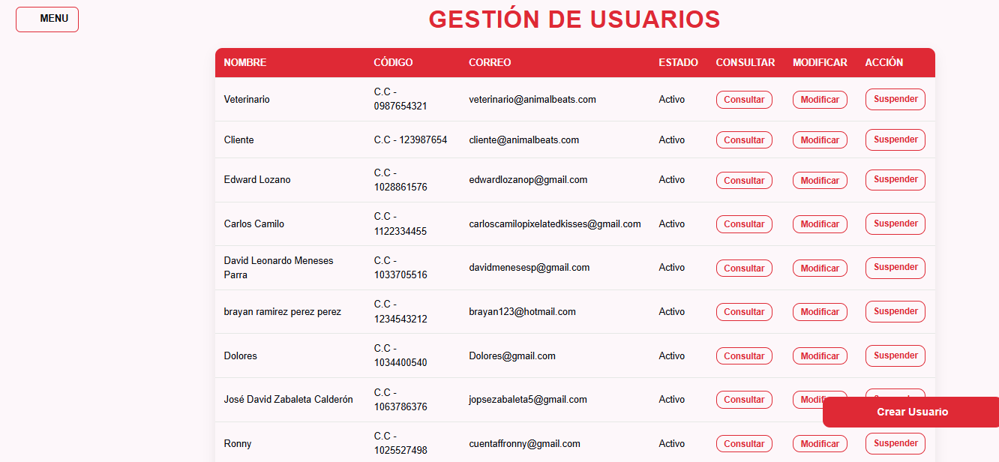 MENU
GESTIÓN DE USUARIOS
NOMBRE CÓDIGO CORREO ESTADO CONSULTAR MODIFICAR ACCIÓN
Veterinario C.C - 0987654321 veterinario@animalbeats.com Activo Consultar Modificar Suspender
Cliente C.C - 123987654 cliente@animalbeats.com Activo Consultar Modificar Suspender
Edward Lozano C.C - 1028861576 edwardlozanop@gmail.com Activo Consultar Modificar Suspender
Carlos Camilo C.C - 1122334455 carloscamilopixelatedkisses@gmail.com Activo Consultar Modificar Suspender
David Leonardo Meneses Parra C.C - 1033705516 davidmenesesp@gmail.com Activo Consultar Modificar Suspender
brayan ramirez perez perez C.C - 1234543212 brayan123@hotmail.com Activo Consultar Modificar Suspender
Dolores C.C - 1034400540 Dolores@gmail.com Activo Consultar Modificar Suspender
José David Zabaleta Calderón C.C - 1063786376 jopsezabaleta5@gmail.com Activo Consultar
Crear Usuario
Ronny C.C - 1025527498 cuentaffronny@gmail.com Activo Consultar Modificar Suspender